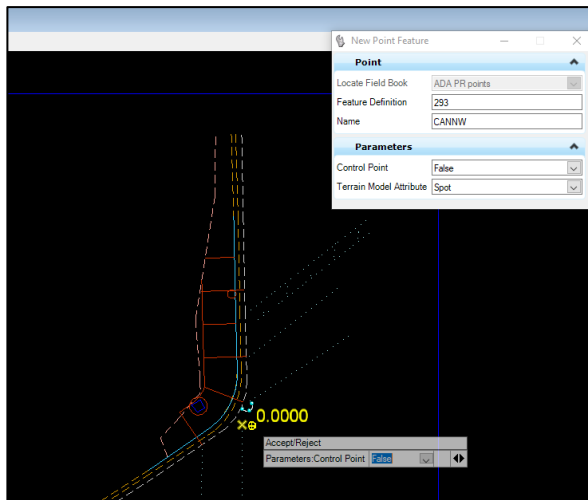 New Point Feature
Point
Locate Field Book ADA PR points
Feature Definition 293
Name CANNW
Parameters
Control Point False
Terrain Model Attribute Spot
0.0000
Accept/Reject
Parameters:Control Point False